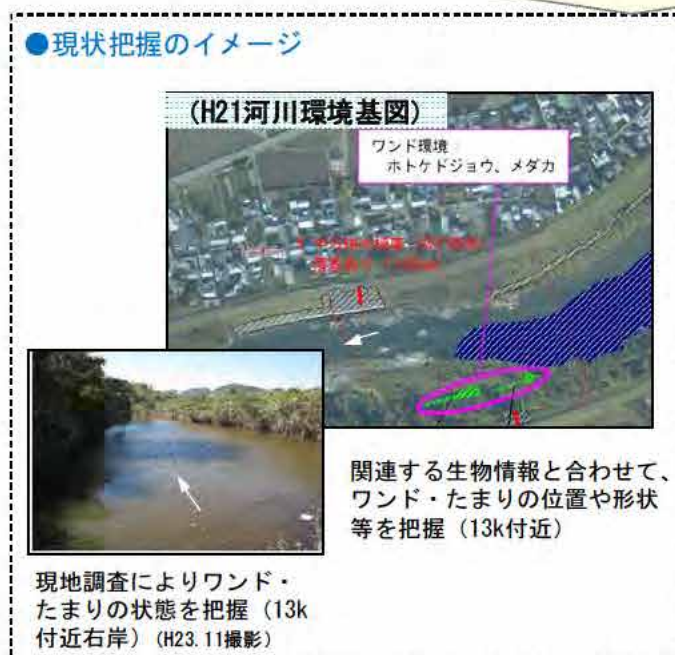 ●現状把握のイメージ
(H21河川環境基図)
ワンド環境
ホトケドジョウ、メダカ
関連する生物情報と合わせて、
ワンド・たまりの位置や形状
等を把握（13k付近）
現地調査によりワンド・
たまりの状態を把握（13k
付近右岸）(H23.11撮影)